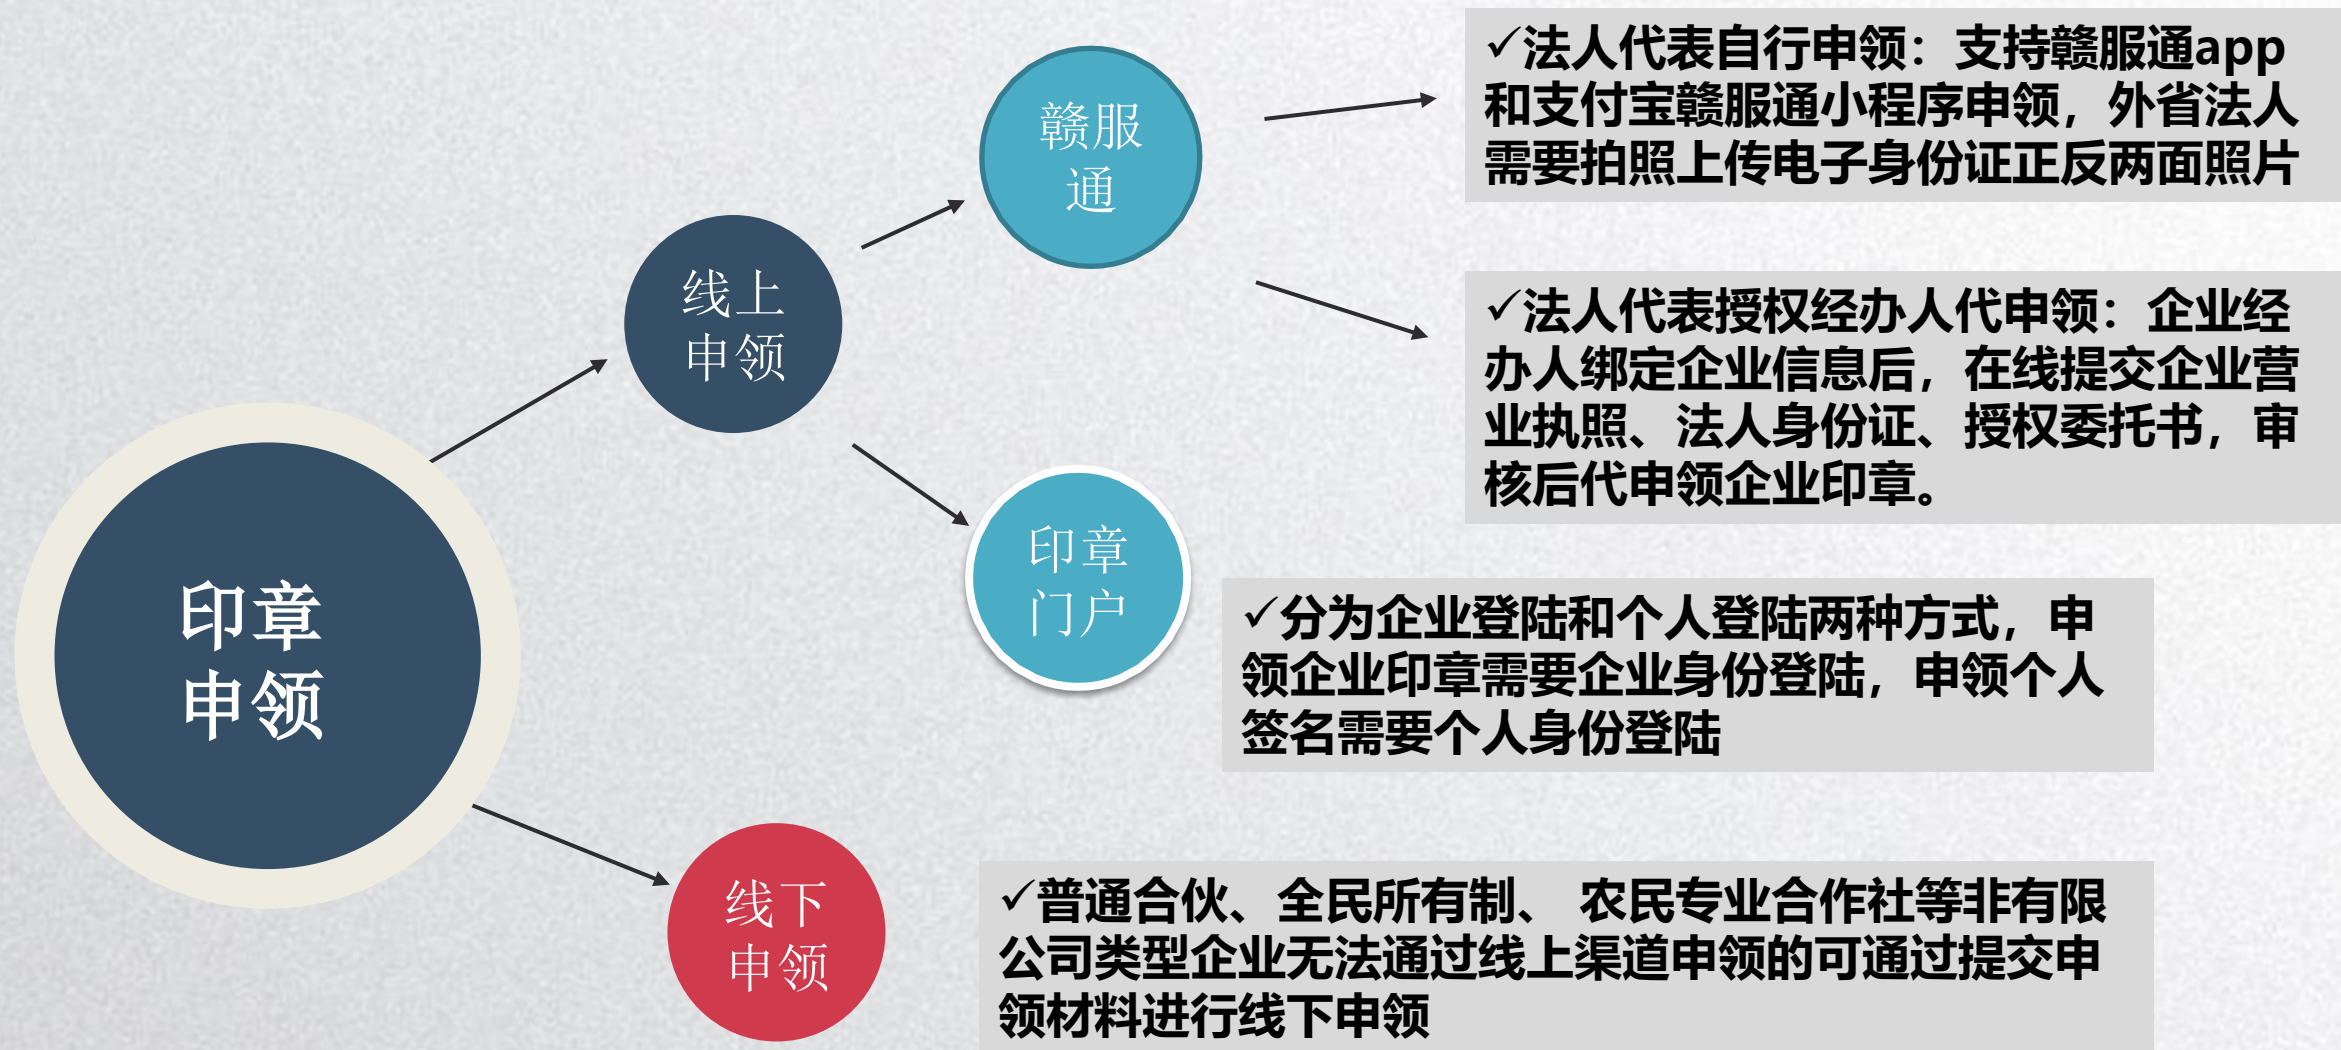 印章
申领
线上
申领
赣服
通
✓法人代表自行申领：支持赣服通app
和支付宝赣服通小程序申领，外省法人
需要拍照上传电子身份证正反两面照片
✓法人代表授权经办人代申领：企业经
办人绑定企业信息后，在线提交企业营
业执照、法人身份证、授权委托书，审
核后代申领企业印章。
印章
门户
✓分为企业登陆和个人登陆两种方式，申
领企业印章需要企业身份登陆，申领个人
签名需要个人身份登陆
线下
申领
✓普通合伙、全民所有制、 农民专业合作社等非有限
公司类型企业无法通过线上渠道申领的可通过提交申
领材料进行线下申领